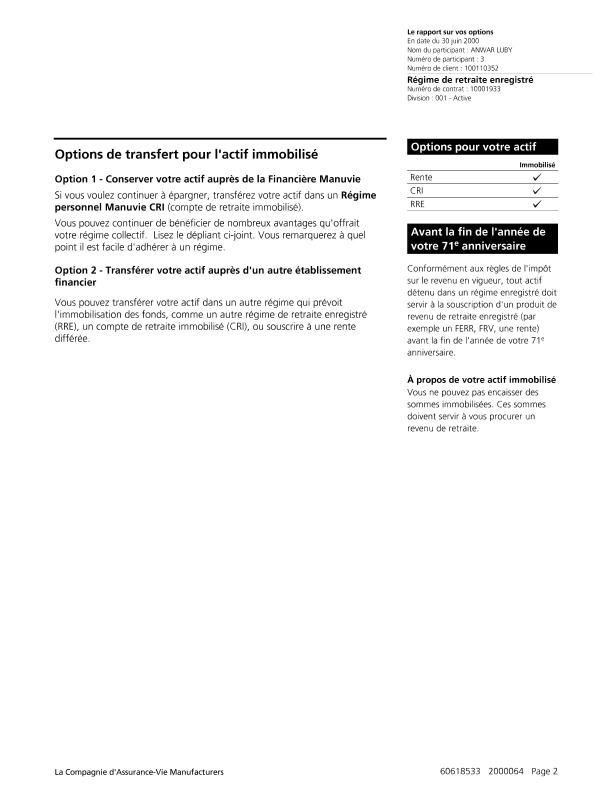 Le rapport sur vos options
En date du 30 juin 2000
Nom du participant : ANWAR LUBY
Numéro de participant : 3
Numéro de client : 100110352
Régime de retraite enregistré
Numéro de contrat : 10001933
Division : 001 - Active
Options de transfert pour l'actif immobilisé
Option 1 - Conserver votre actif auprès de la Financière Manuvie
Si vous voulez continuer à épargner, transférez votre actif dans un Régime
personnel Manuvie CRI (compte de retraite immobilisé).
Vous pouvez continuer de bénéficier de nombreux avantages qu'offrait
votre régime collectif.  Lisez le dépliant ci-joint. Vous remarquerez à quel
point il est facile d'adhérer à un régime.
Option 2 - Transférer votre actif auprès d'un autre établissement
financier
Vous pouvez transférer votre actif dans un autre régime qui prévoit
l'immobilisation des fonds, comme un autre régime de retraite enregistré
(RRE), un compte de retraite immobilisé (CRI), ou souscrire à une rente
différée.
Options pour votre actif
Immobilisé
Rente ✓
CRI ✓
RRE ✓
Avant la fin de l'année de
votre 71e anniversaire
Conformément aux règles de l'impôt
sur le revenu en vigueur, tout actif
détenu dans un régime enregistré doit
servir à la souscription d'un produit de
revenu de retraite enregistré (par
exemple un FERR, FRV, une rente)
avant la fin de l'année de votre 71e
anniversaire.
À propos de votre actif immobilisé
Vous ne pouvez pas encaisser des
sommes immobilisées. Ces sommes
doivent servir à vous procurer un
revenu de retraite.
La Compagnie d'Assurance-Vie Manufacturers
60618533 2000064 Page 2